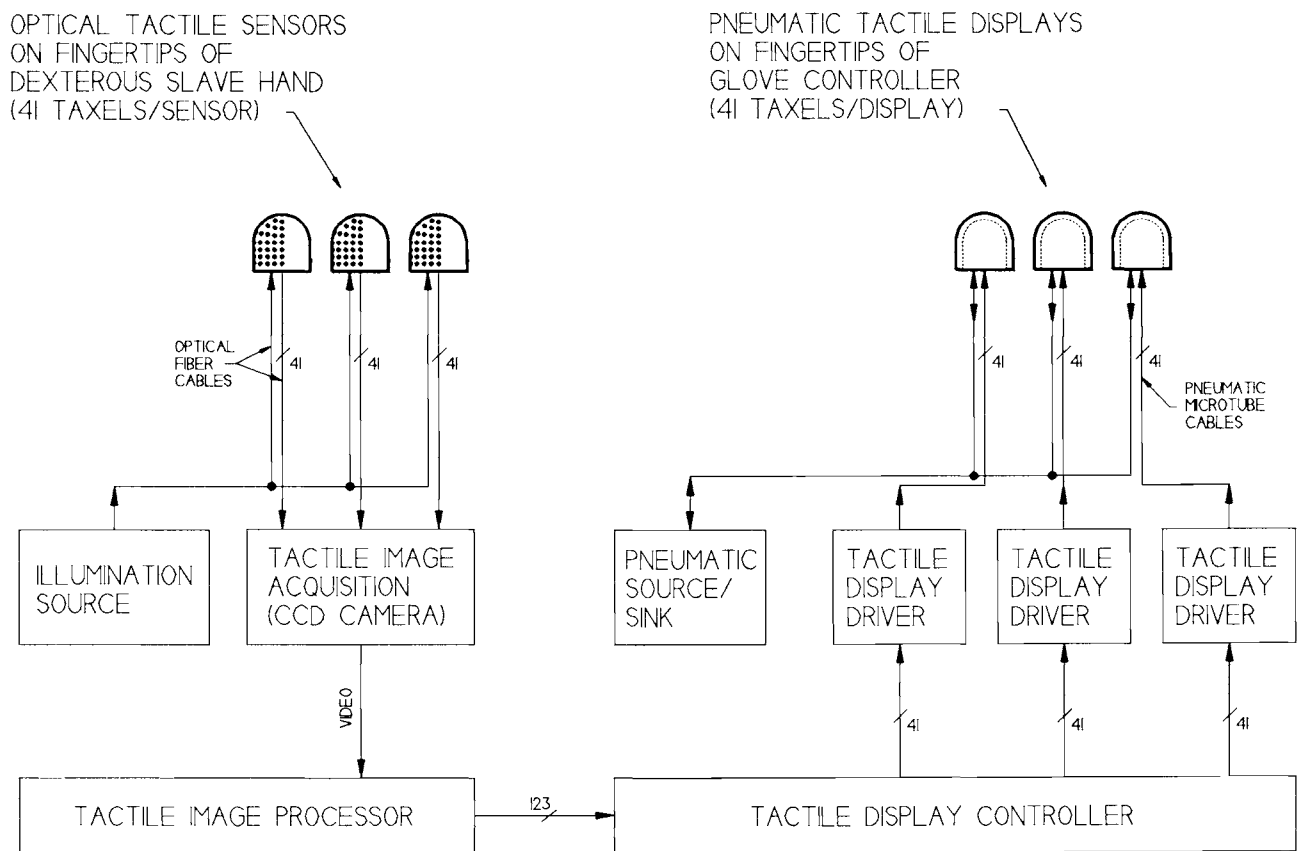 OPTICAL TACTILE SENSORS
ON FINGERTIPS OF
DEXTEROUS SLAVE HAND
(41 TAXELS/SENSOR)
PNEUMATIC TACTILE DISPLAYS
ON FINGERTIPS OF
GLOVE CONTROLLER
(41 TAXELS/DISPLAY)
OPTICAL
FIBER
CABLES
41
41
41
41
41
41
PNEUMATIC
MICROTUBE
CABLES
ILLUMINATION
SOURCE
TACTILE IMAGE
ACQUISITION
(CCD CAMERA)
PNEUMATIC
SOURCE/
SINK
TACTILE
DISPLAY
DRIVER
TACTILE
DISPLAY
DRIVER
TACTILE
DISPLAY
DRIVER
VIDEO
41
41
41
TACTILE IMAGE PROCESSOR
123
TACTILE DISPLAY CONTROLLER